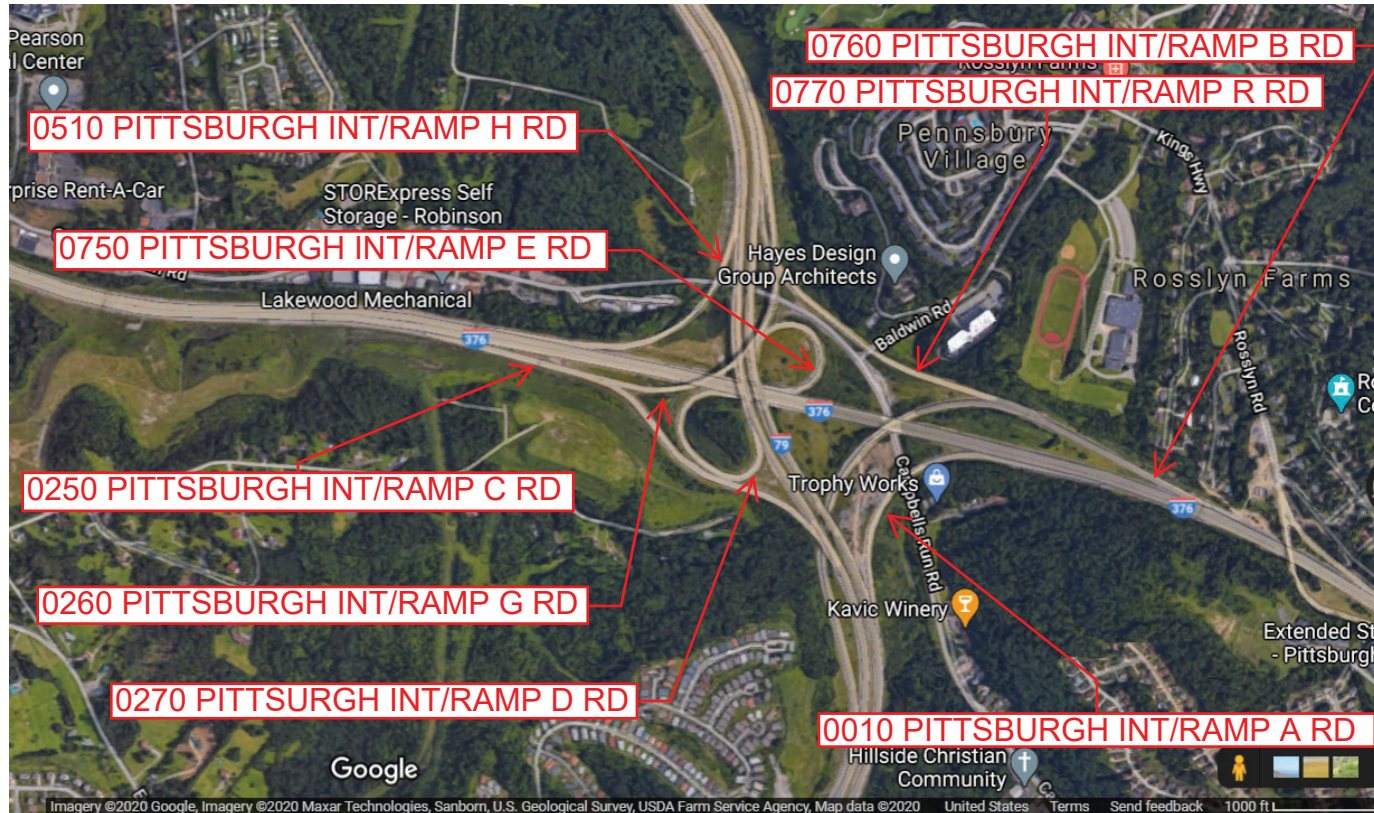 Pearson
l Center
0760 PITTSBURGH INT/RAMP B RD
0770 PITTSBURGH INT/RAMP R RD
0510 PITTSBURGH INT/RAMP H RD
Pennsbury
Village
Kings Hwy
rprise Rent-A-Car
STORExpress Self
Storage - Robinson
0750 PITTSBURGH INT/RAMP E RD
Rd
Hayes Design
Group Architects
Rosslyn Farms
Lakewood Mechanical
Baldwin Rd
Rosslyn Rd
376
376
79
Ro
Co
0250 PITTSBURGH INT/RAMP C RD
Trophy Works
Campbells Run Rd
376
0260 PITTSBURGH INT/RAMP G RD
Kavic Winery
Extended St
- Pittsburgh
0270 PITTSURGH INT/RAMP D RD
0010 PITTSBURGH INT/RAMP A RD
Hillside Christian
Community
Google
Imagery ©2020 Google, Imagery ©2020 Maxar Technologies, Sanborn, U.S. Geological Survey, USDA Farm Service Agency, Map data ©2020 United States Terms Send feedback 1000 ft